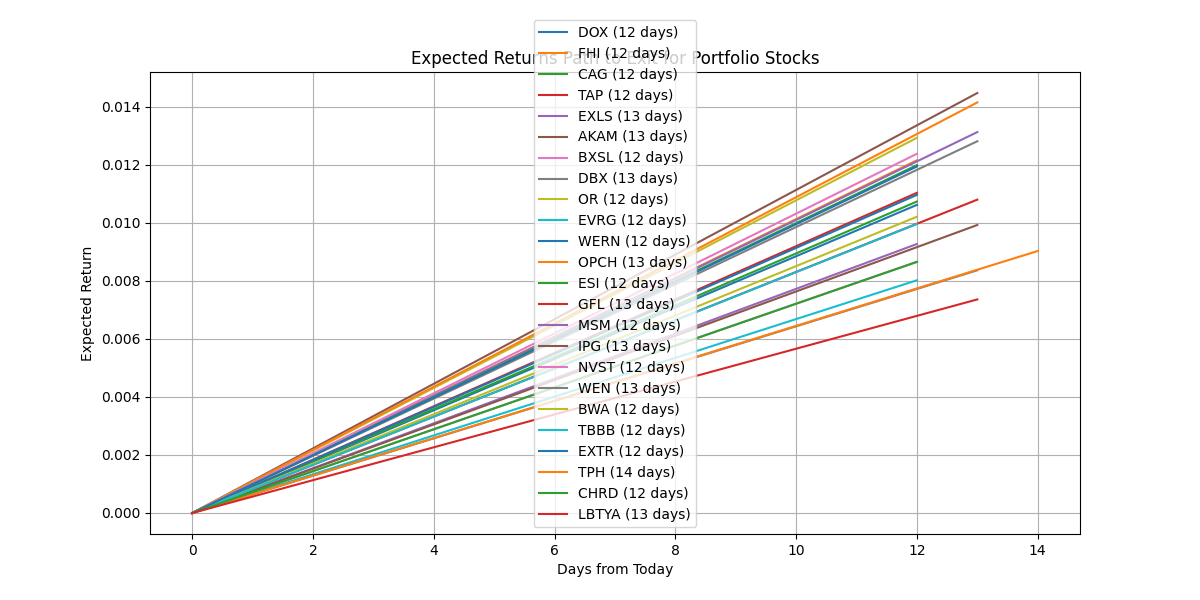 Expected Returns Path to Exit for Portfolio Stocks
DOX (12 days)
FHI (12 days)
CAG (12 days)
TAP (12 days)
EXLS (13 days)
AKAM (13 days)
BXSL (12 days)
DBX (13 days)
OR (12 days)
EVRG (12 days)
WERN (12 days)
OPCH (13 days)
ESI (12 days)
GFL (13 days)
MSM (12 days)
IPG (13 days)
NVST (12 days)
WEN (13 days)
BWA (12 days)
TBBB (12 days)
EXTR (12 days)
TPH (14 days)
CHRD (12 days)
LBTYA (13 days)
Expected Return
0.014
0.012
0.010
0.008
0.006
0.004
0.002
0.000
0 2 4 6 8 10 12 14
Days from Today